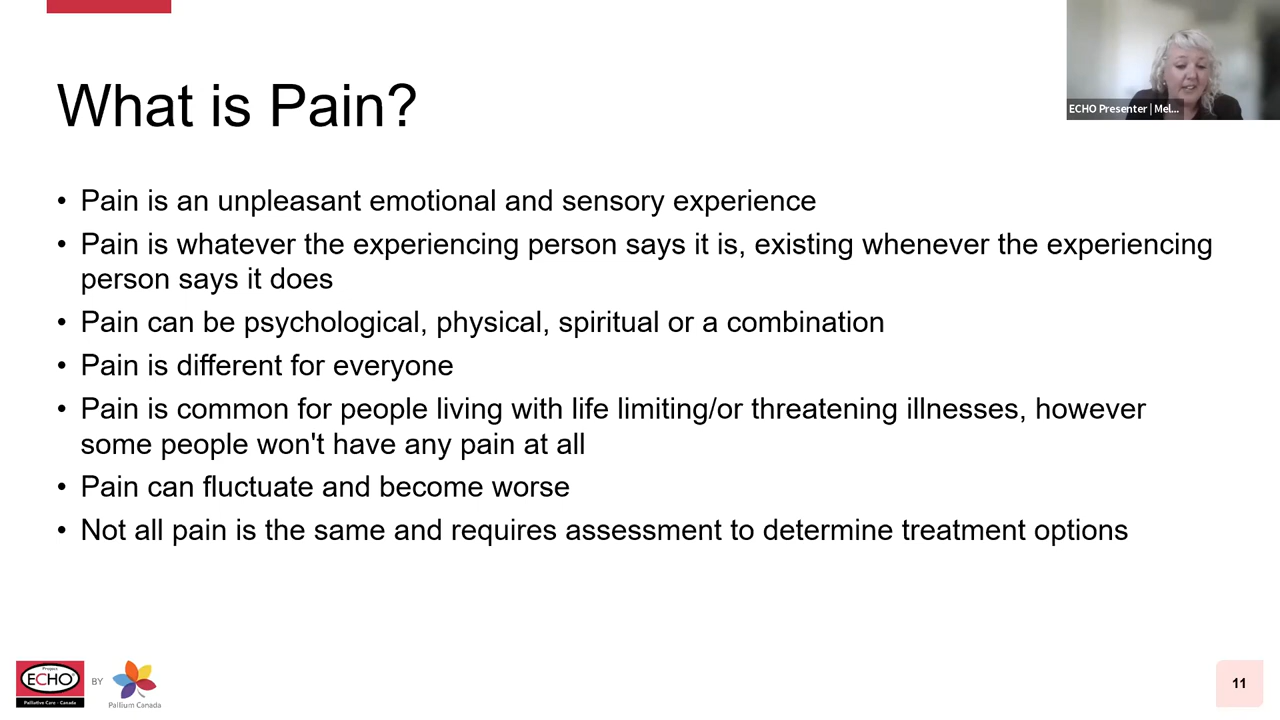 ECHO Presenter | Mel...
What is Pain?
• Pain is an unpleasant emotional and sensory experience
• Pain is whatever the experiencing person says it is, existing whenever the experiencing
person says it does
• Pain can be psychological, physical, spiritual or a combination
• Pain is different for everyone
• Pain is common for people living with life limiting/or threatening illnesses, however
some people won't have any pain at all
• Pain can fluctuate and become worse
• Not all pain is the same and requires assessment to determine treatment options
Project
ECHO
Palliative Care - Canada
BY
Pallium Canada
11